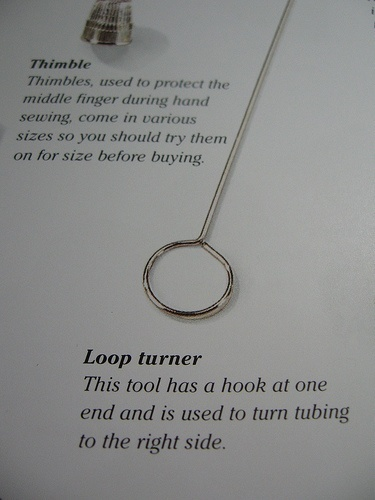 Thimble
Thimbles, used to protect the
middle finger during hand
sewing, come in various
sizes so you should try them
on for size before buying.
Loop turner
This tool has a hook at one
end and is used to turn tubing
to the right side.